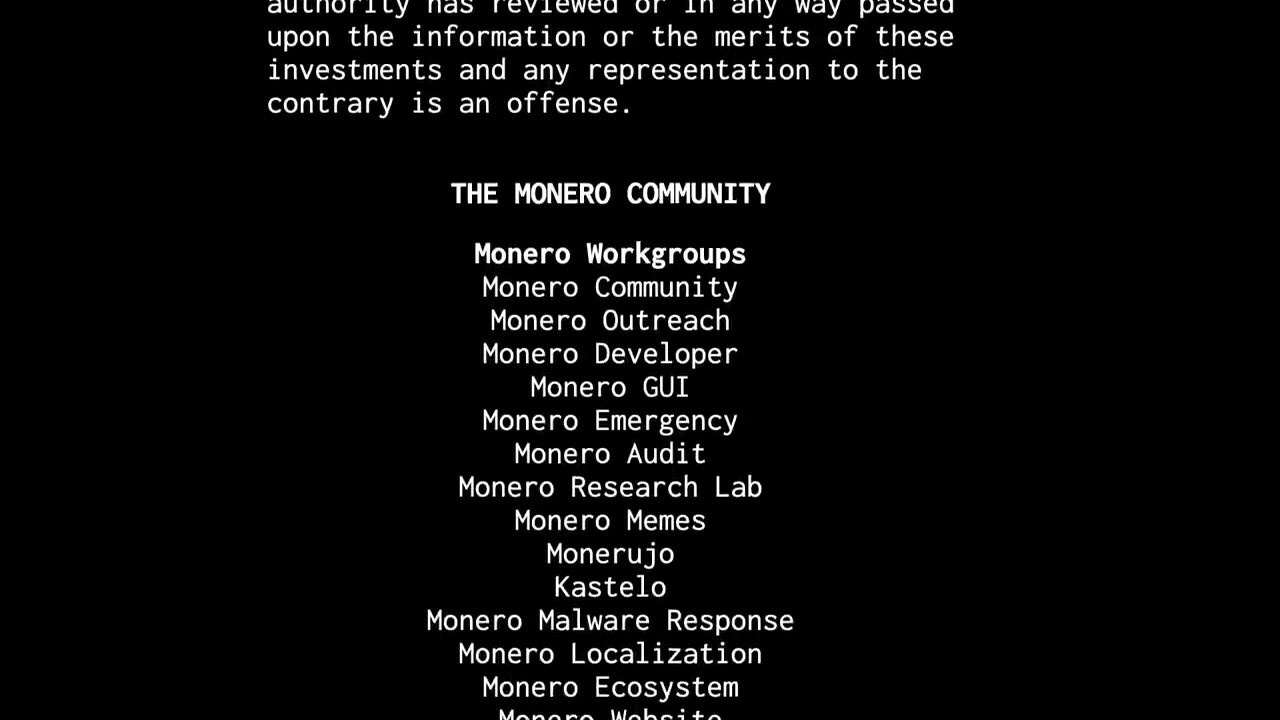 authority has reviewed or in any way passed
upon the information or the merits of these
investments and any representation to the
contrary is an offense.
THE MONERO COMMUNITY
Monero Workgroups
Monero Community
Monero Outreach
Monero Developer
Monero GUI
Monero Emergency
Monero Audit
Monero Research Lab
Monero Memes
Monerujo
Kastelo
Monero Malware Response
Monero Localization
Monero Ecosystem
Monero Website